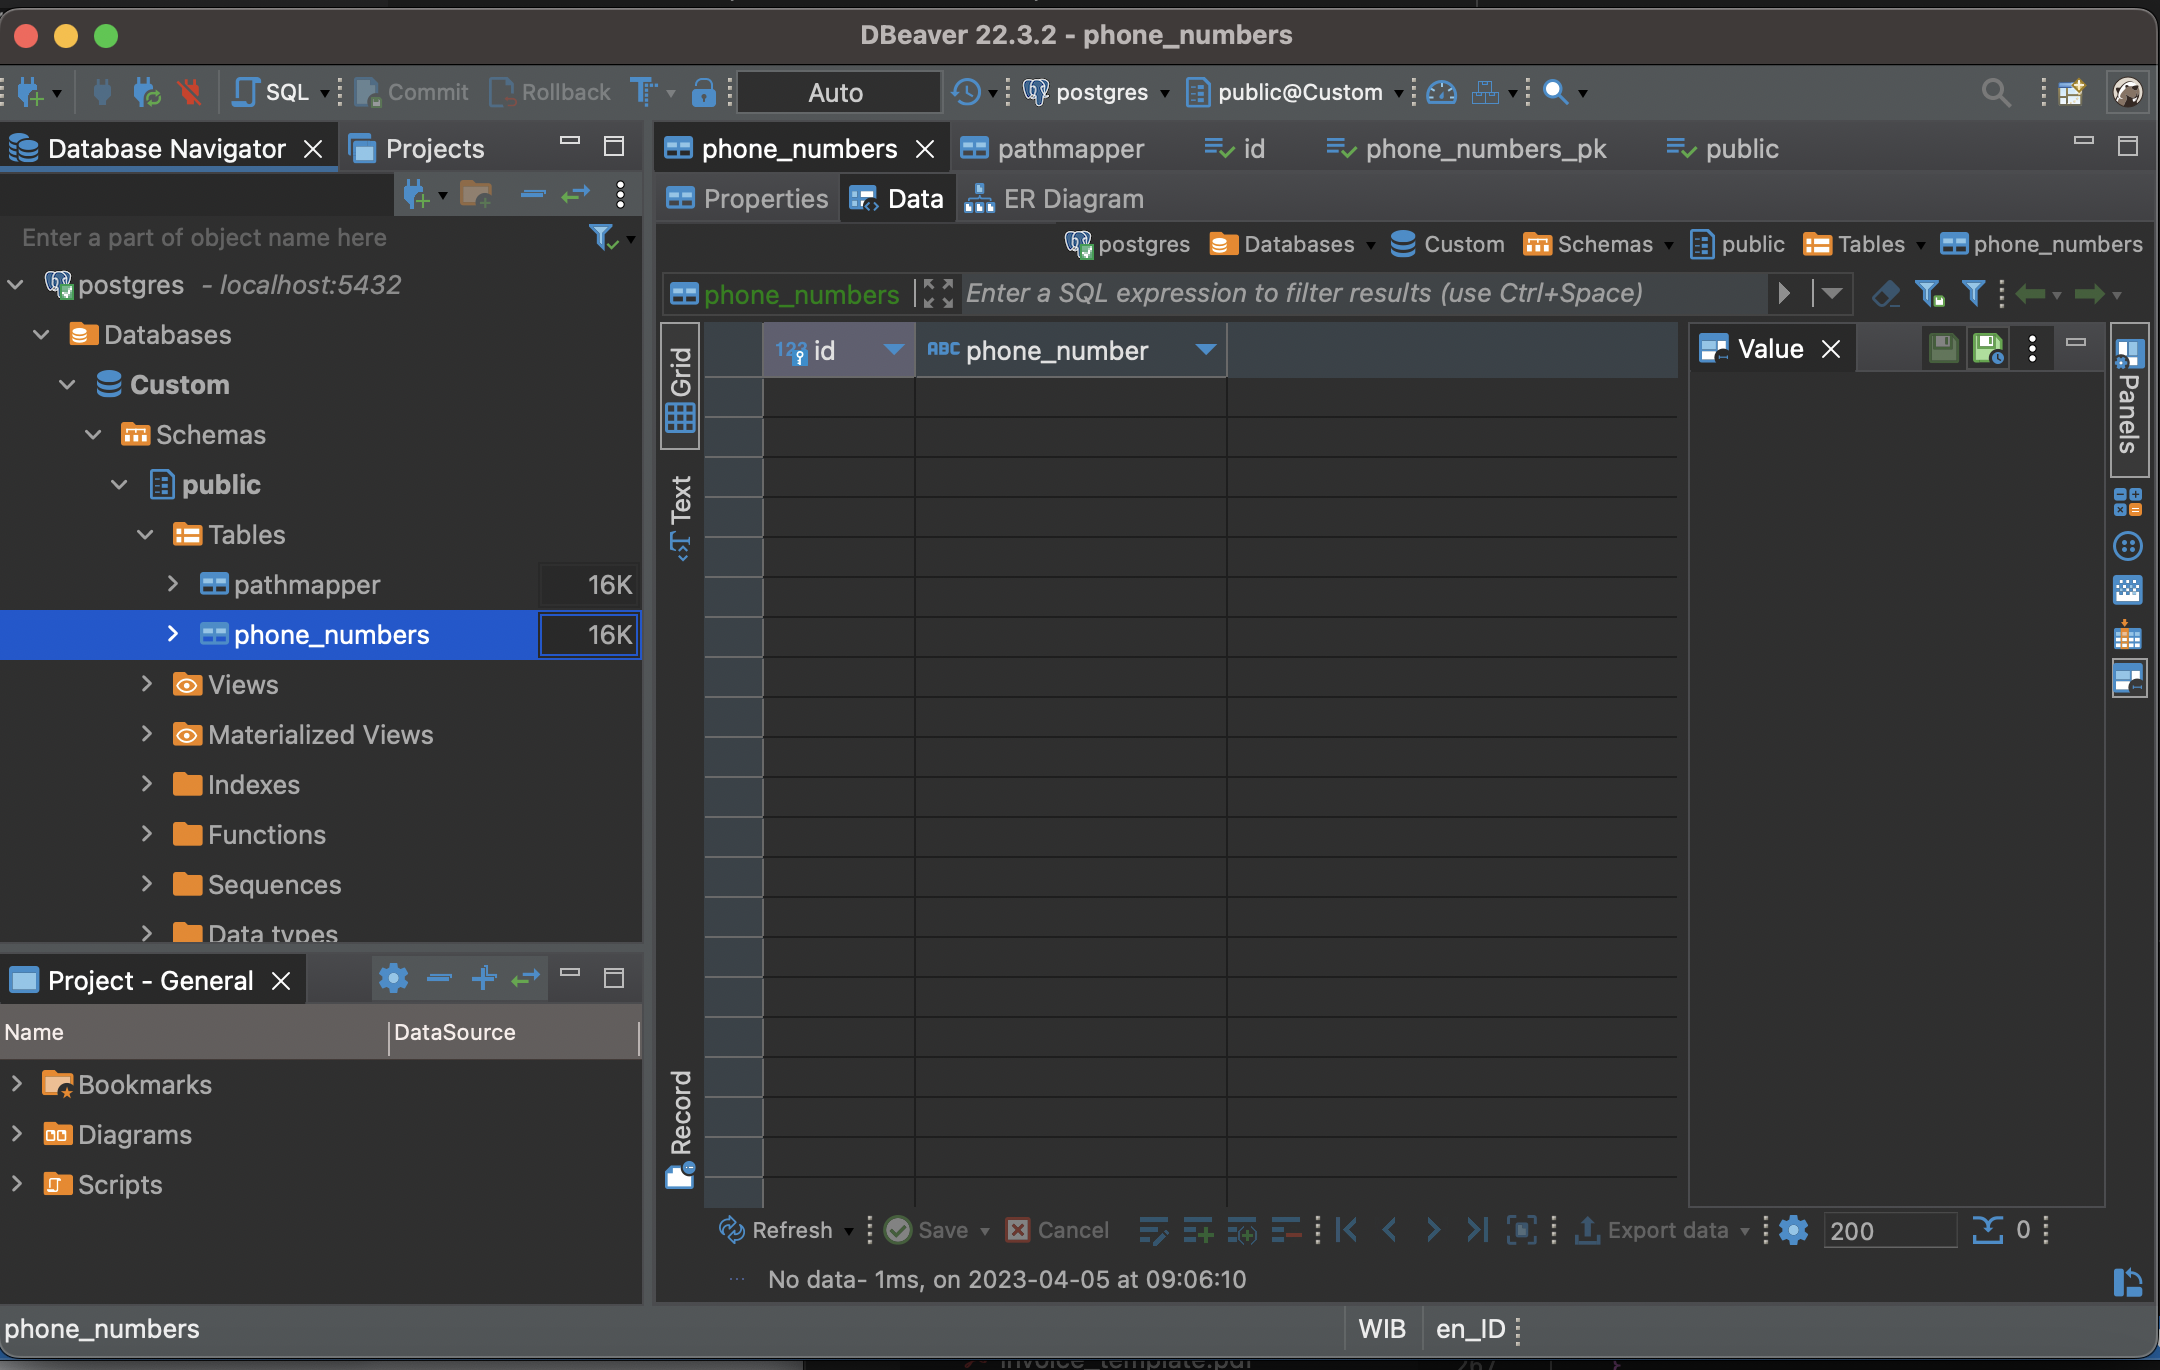 DBeaver 22.3.2 - phone_numbers
SQL Commit Rollback Auto postgres public@Custom
Database Navigator Projects
phone_numbers pathmapper id phone_numbers_pk public
Properties Data ER Diagram
Enter a part of object name here
postgres Databases Custom Schemas public Tables phone_numbers
postgres - localhost:5432
phone_numbers Enter a SQL expression to filter results (use Ctrl+Space)
Databases
Custom
Schemas
public
Tables
pathmapper 16K
phone_numbers 16K
Views
Materialized Views
Indexes
Functions
Sequences
Data types
Grid
Text
Record
123 id ABC phone_number
Value
Panels
Project - General
Name DataSource
Bookmarks
Diagrams
Scripts
Refresh Save Cancel Export data 200 0
No data- 1ms, on 2023-04-05 at 09:06:10
phone_numbers WIB en_ID
invoice_template.pdf